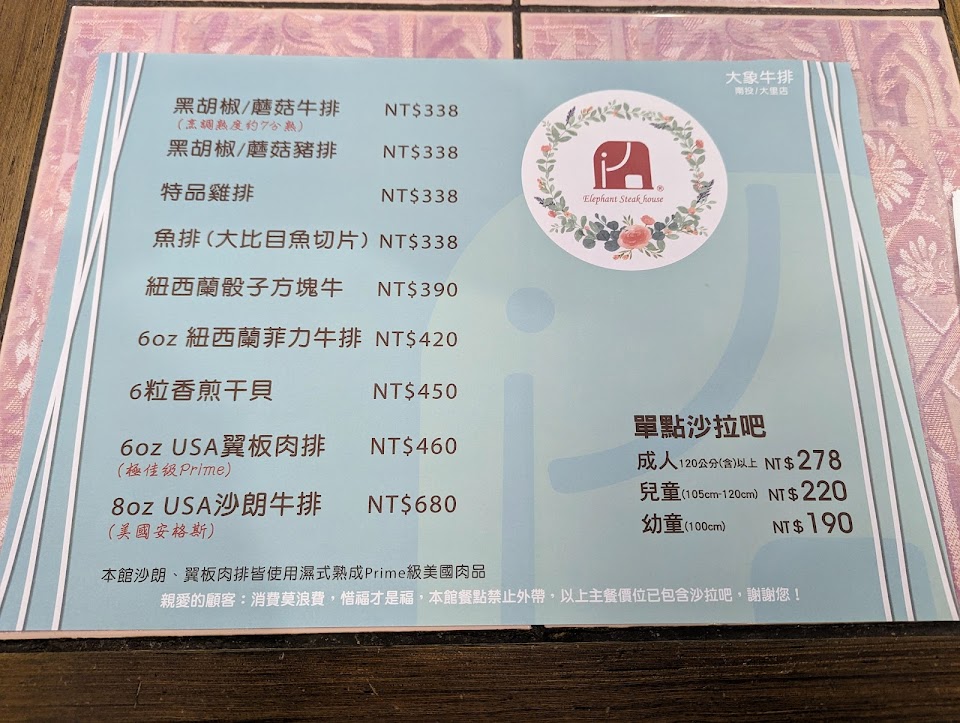 大象牛排
南投/大里店
黑胡椒/蘑菇牛排 NT$338
(烹調熟度約7分熟)
黑胡椒/蘑菇豬排 NT$338
特品雞排 NT$338
魚排(大比目魚切片) NT$338
紐西蘭骰子方塊牛 NT$390
6oz 紐西蘭菲力牛排 NT$420
6粒香煎干貝 NT$450
6oz USA翼板肉排 NT$460
(極佳级Prime)
8oz USA沙朗牛排 NT$680
(美國安格斯)
Elephant Steak house
®
單點沙拉吧
成人120公分(含)以上 NT$278
兒童(105cm-120cm) NT$220
幼童(100cm) NT$190
本館沙朗、翼板肉排皆使用濕式熟成Prime級美國肉品
親愛的顧客：消費莫浪費，惜福才是福，本館餐點禁止外帶，以上主餐價位已包含沙拉吧，謝謝您！